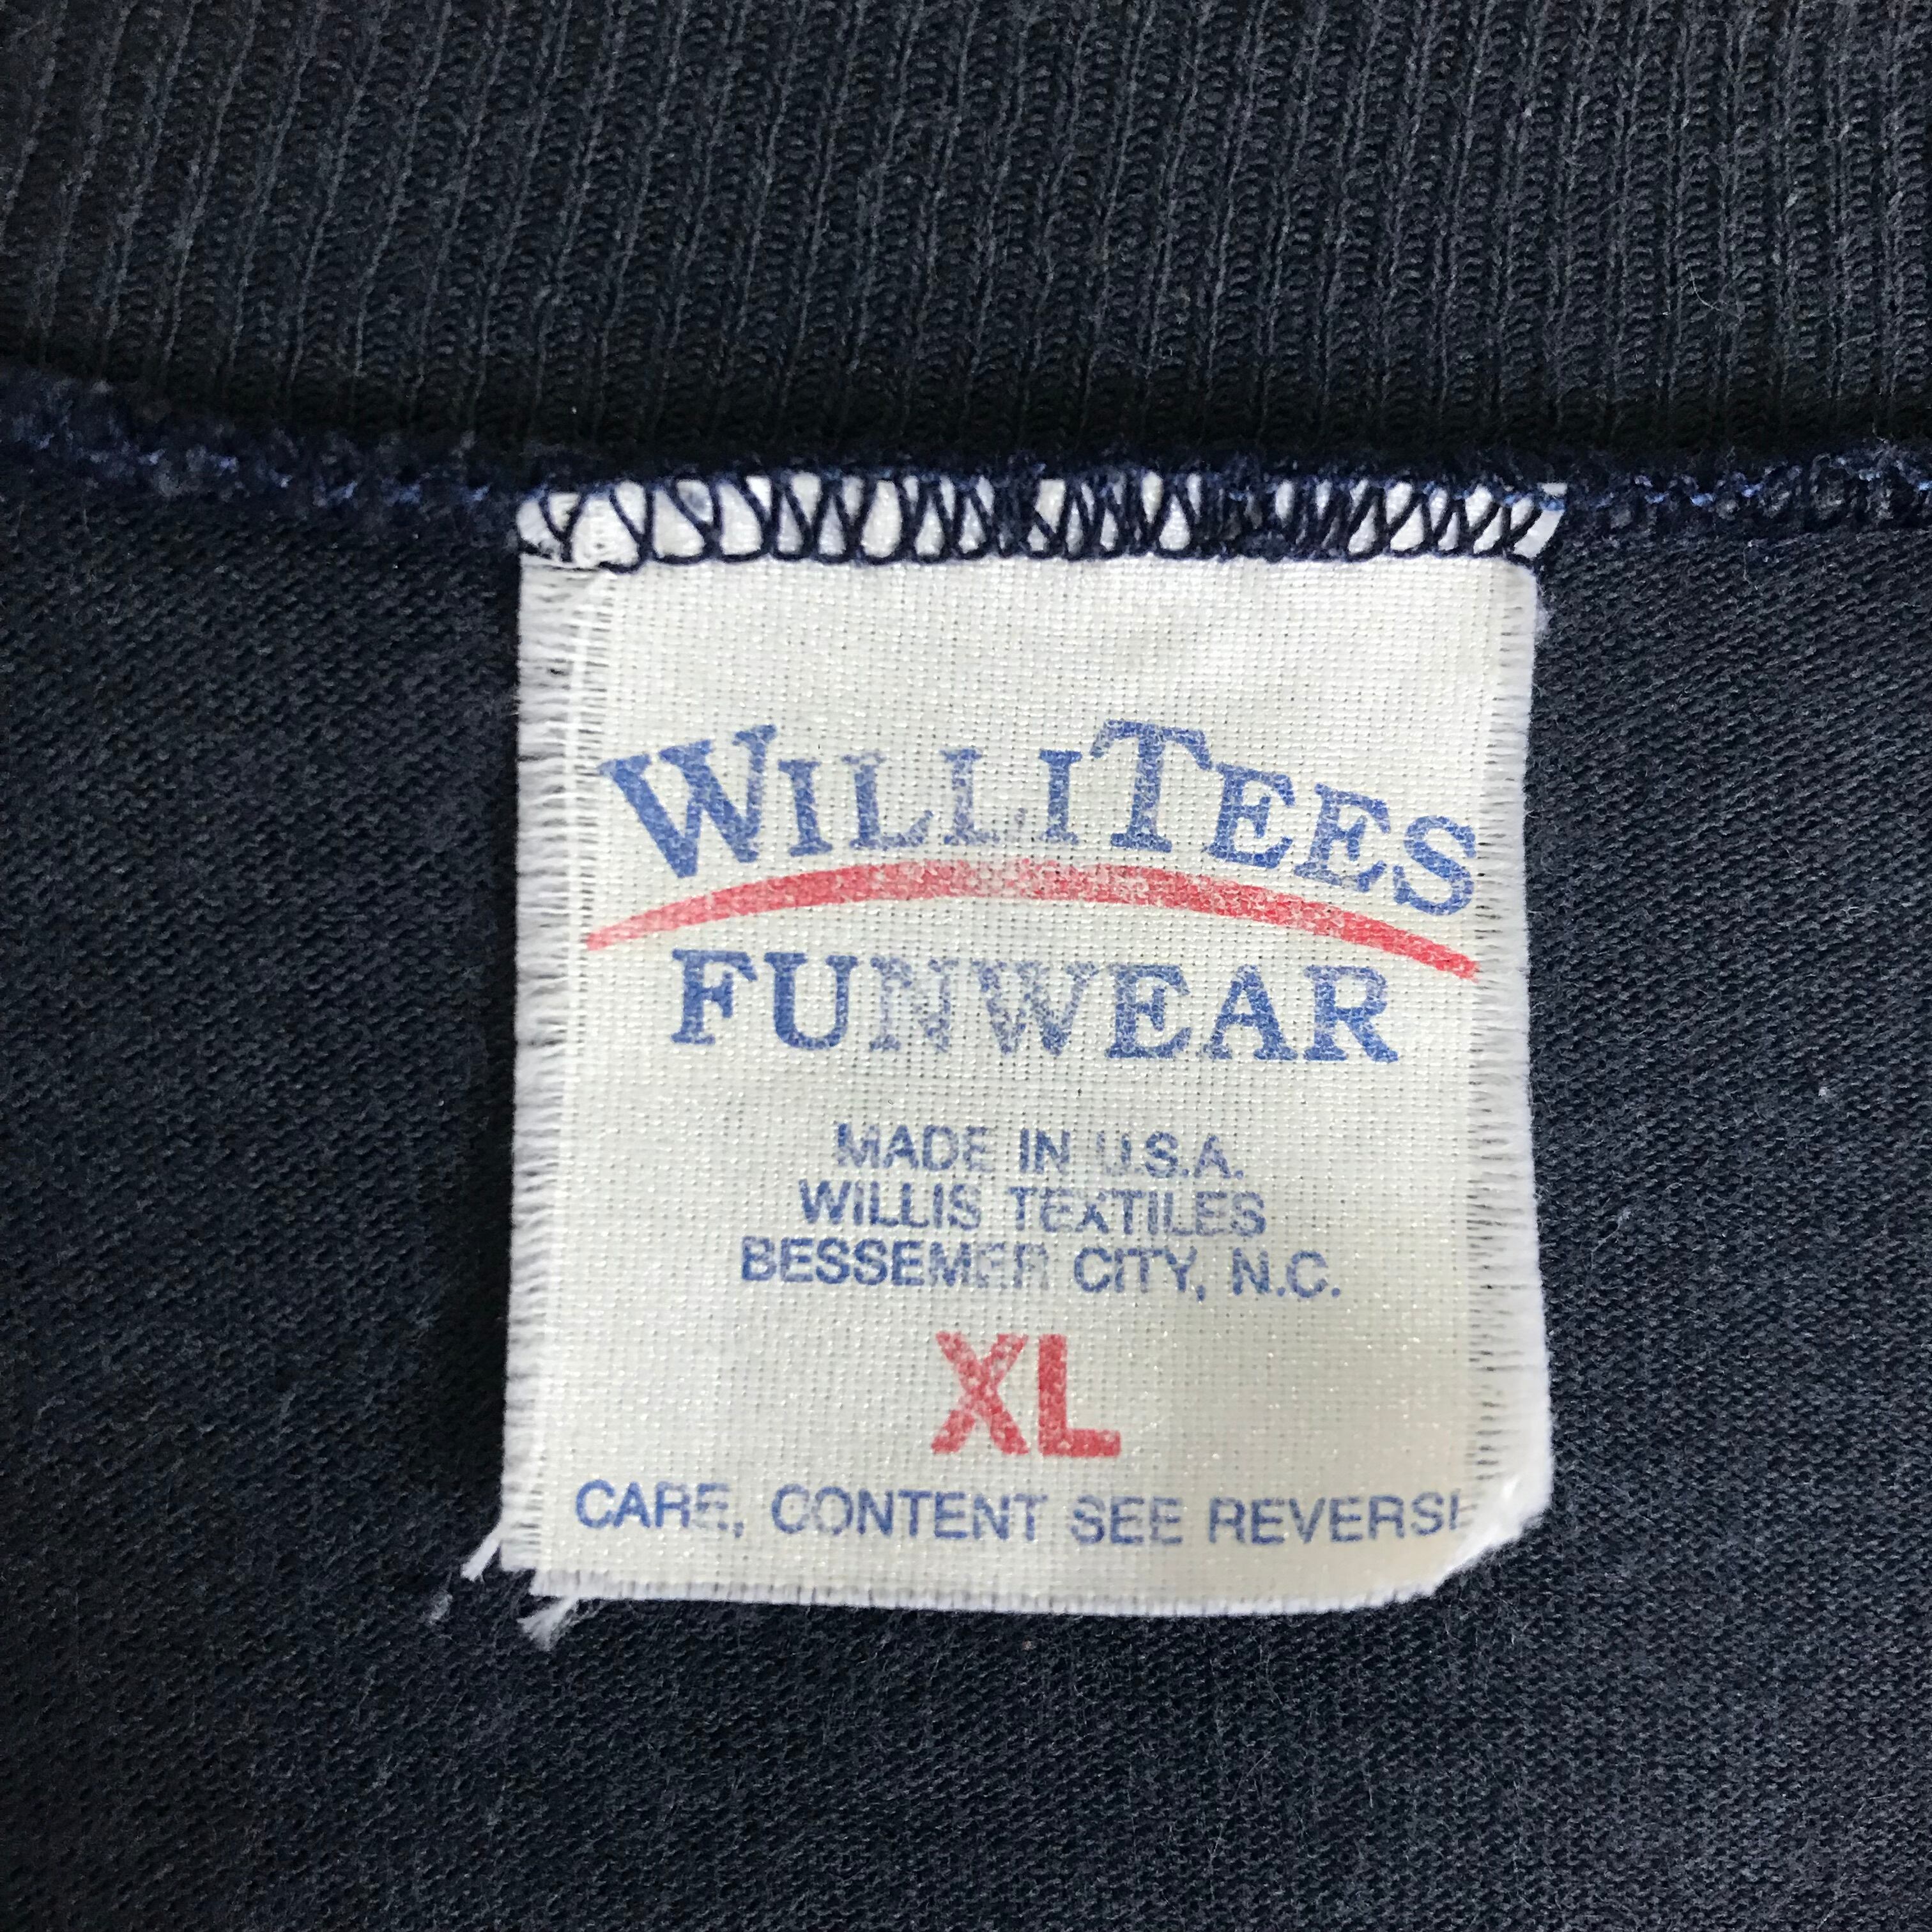 WILLITEES
FUNWEAR
MADE IN U.S.A.
WILLIS TEXTILES
BESSEMER CITY, N.C.
XL
CARE, CONTENT SEE REVERSE